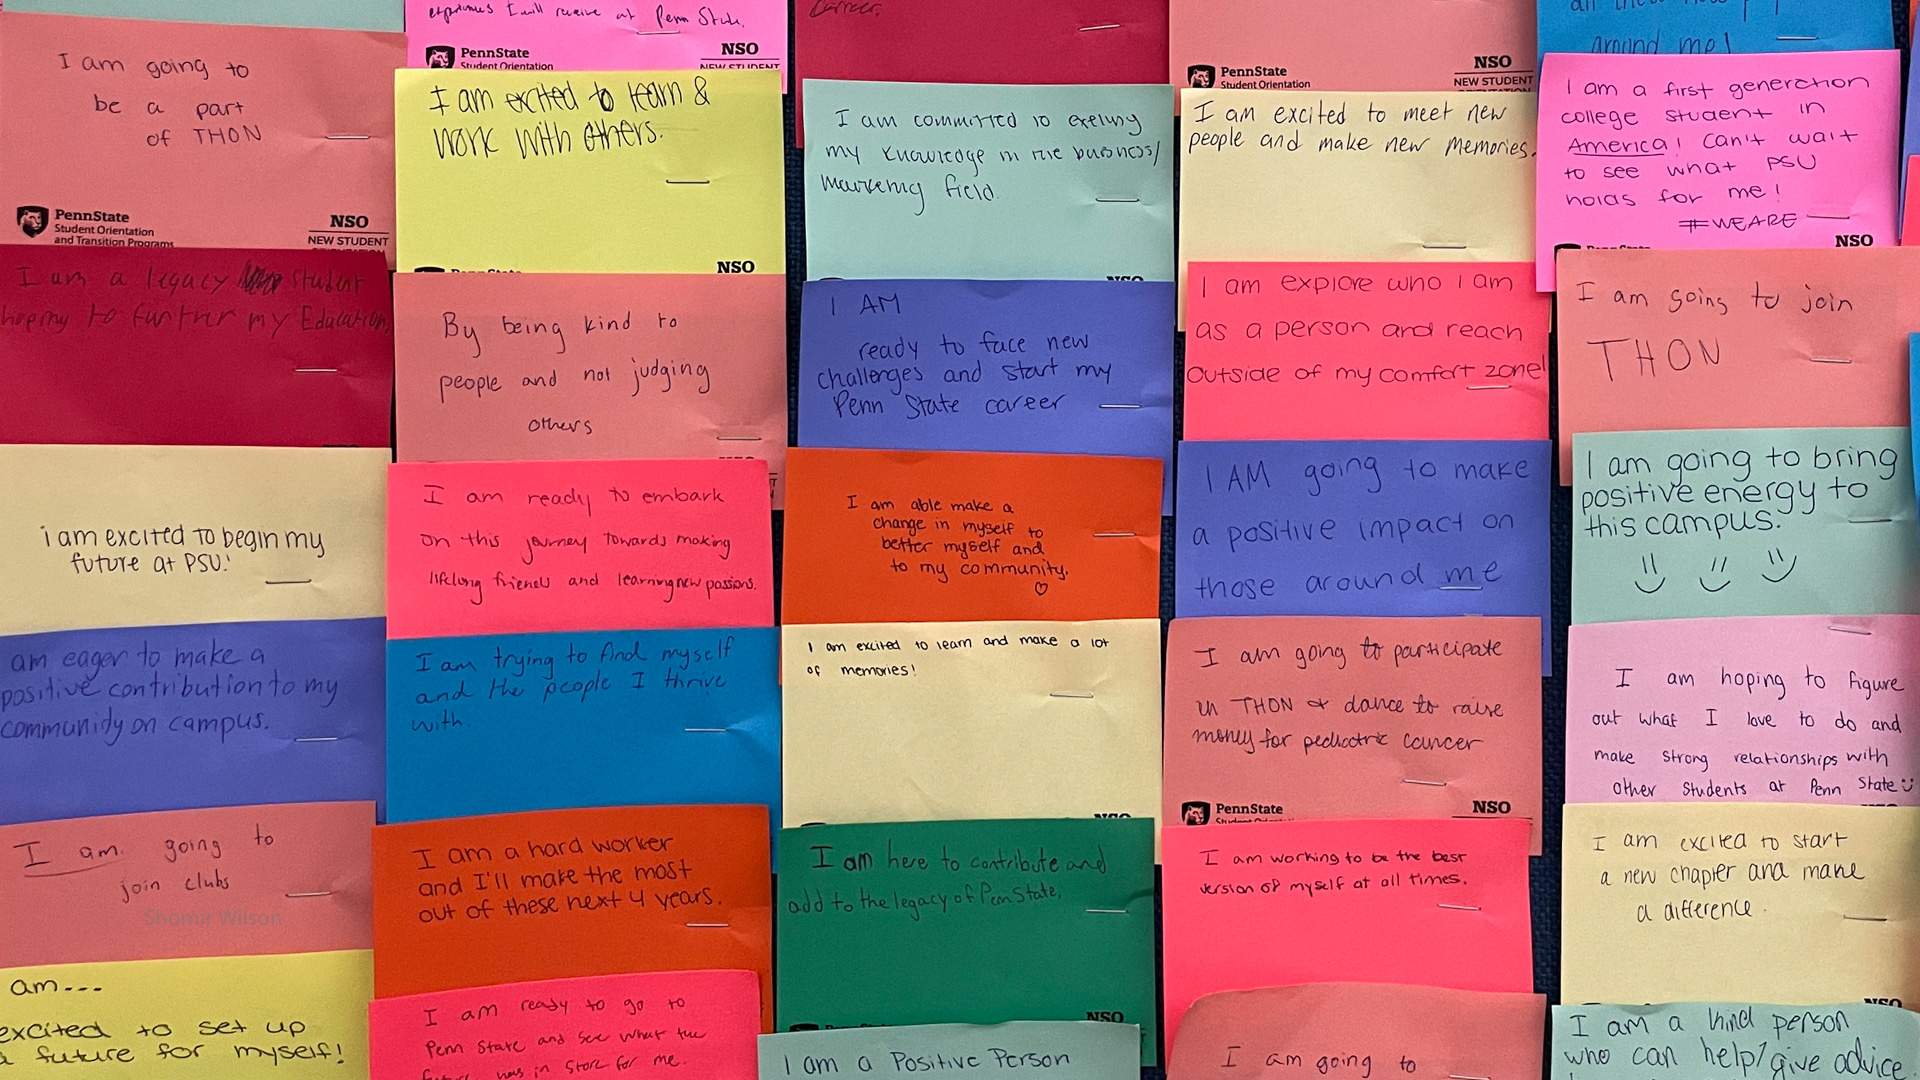 experiences I will receive at Penn State.
PennState
Student Orientation
NSO
NEW STUDENT
career.
PennState
Student Orientation
NSO
NEW STUDENT
around me!
I am going to
be a part
of THON
PennState
Student Orientation
and Transition Programs
NSO
NEW STUDENT
I am excited to learn &
work with others.
NSO
I am committed to
my knowledge in the business/
marketing field.
NSO
I am excited to meet new
people and make new memories.
I am a first generation
college student in
America! Can't wait
to see what PSU
holds for me!
#WEARE
NSO
I am a legacy student
hoping to further my Education,
By being kind to
people and not judging
others
I AM
ready to face new
challenges and start my
Penn State career
I am explore who I am
as a person and reach
outside of my comfort zone!
I am going to join
THON
i am excited to begin my
future at PSU!
I am ready to embark
on this journey towards making
lifelong friends and learning new passions.
I am able make a
change in myself to
better myself and
to my community.
I AM going to make
a positive impact on
those around me
I am going to bring
positive energy to
this campus.
am eager to make a
positive contribution to my
community on campus.
I am trying to find myself
and the people I thrive
with.
I am excited to learn and make a lot
of memories!
NSO
I am going to participate
in THON & dance to raise
money for pediatric cancer
PennState
NSO
I am hoping to figure
out what I love to do and
make strong relationships with
other students at Penn State
I am going to
join clubs
Shomir Wilson
I am a hard worker
and I'll make the most
out of these next 4 years.
I am here to contribute and
add to the legacy of Penn State.
NSO
I am working to be the best
version of myself at all times.
I am excited to start
a new chapter and make
a difference.
NSO
am---
excited to set up
a future for myself!
I am ready to go to
Penn State and see what the
future has in store for me.
I am a Positive Person
I am going to
I am a kind person
who can help/give advice